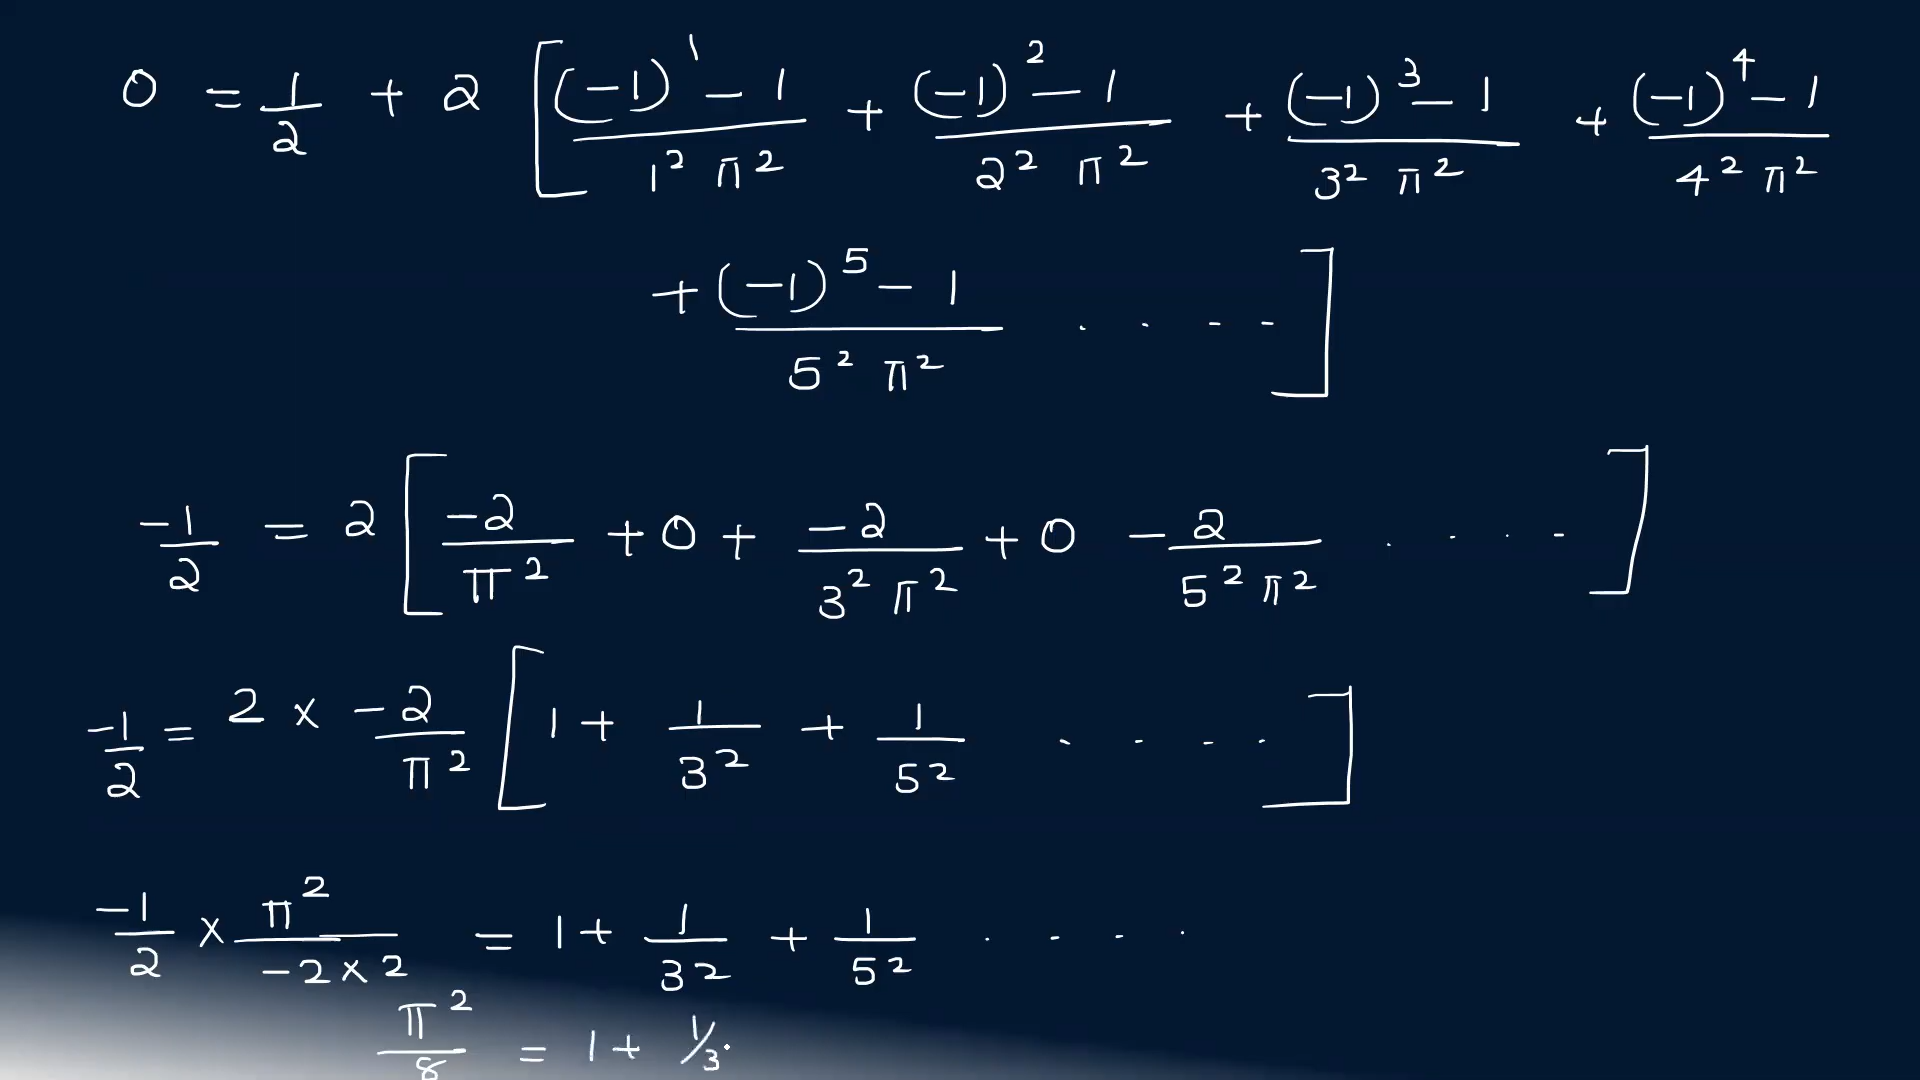 0 = 1/2 + 2 [ (-1)^1 - 1 / 1^2 π^2 + (-1)^2 - 1 / 2^2 π^2 + (-1)^3 - 1 / 3^2 π^2 + (-1)^4 - 1 / 4^2 π^2
+ (-1)^5 - 1 / 5^2 π^2 . . - - ]
-1/2 = 2 [ -2/π^2 + 0 + -2/3^2 π^2 + 0 - 2/5^2 π^2 . . . - ]
-1/2 = 2 × -2/π^2 [ 1 + 1/3^2 + 1/5^2 . . . . ]
-1/2 × π^2/-2×2 = 1 + 1/3^2 + 1/5^2 . . . .
π^2/8 = 1 + 1/3